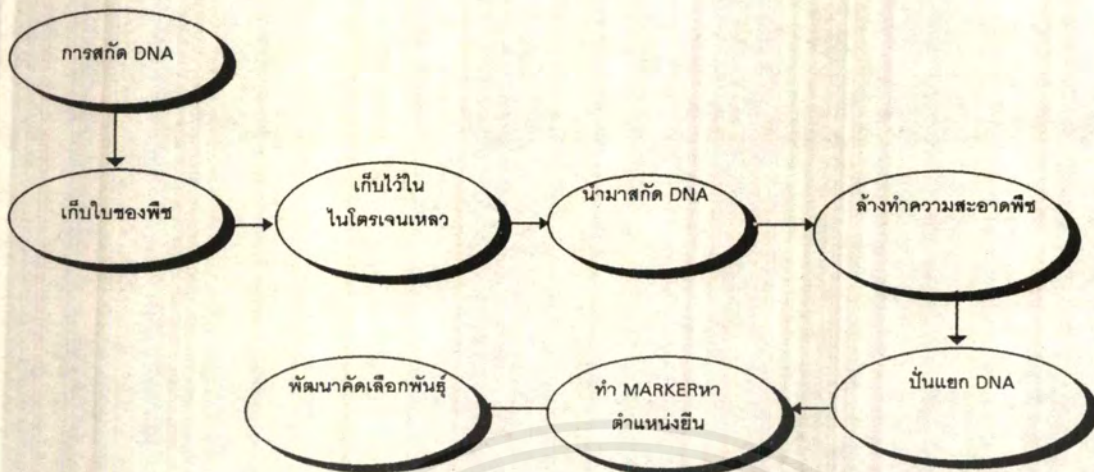 การสกัด DNA
เก็บใบของพืช
เก็บไว้ใน
ไนโตรเจนเหลว
นำมาสกัด DNA
ล้างทำความสะอาดพืช
ปั่นแยก DNA
ทำ MARKERหา
ตำแหน่งยีน
พัฒนาคัดเลือกพันธุ์